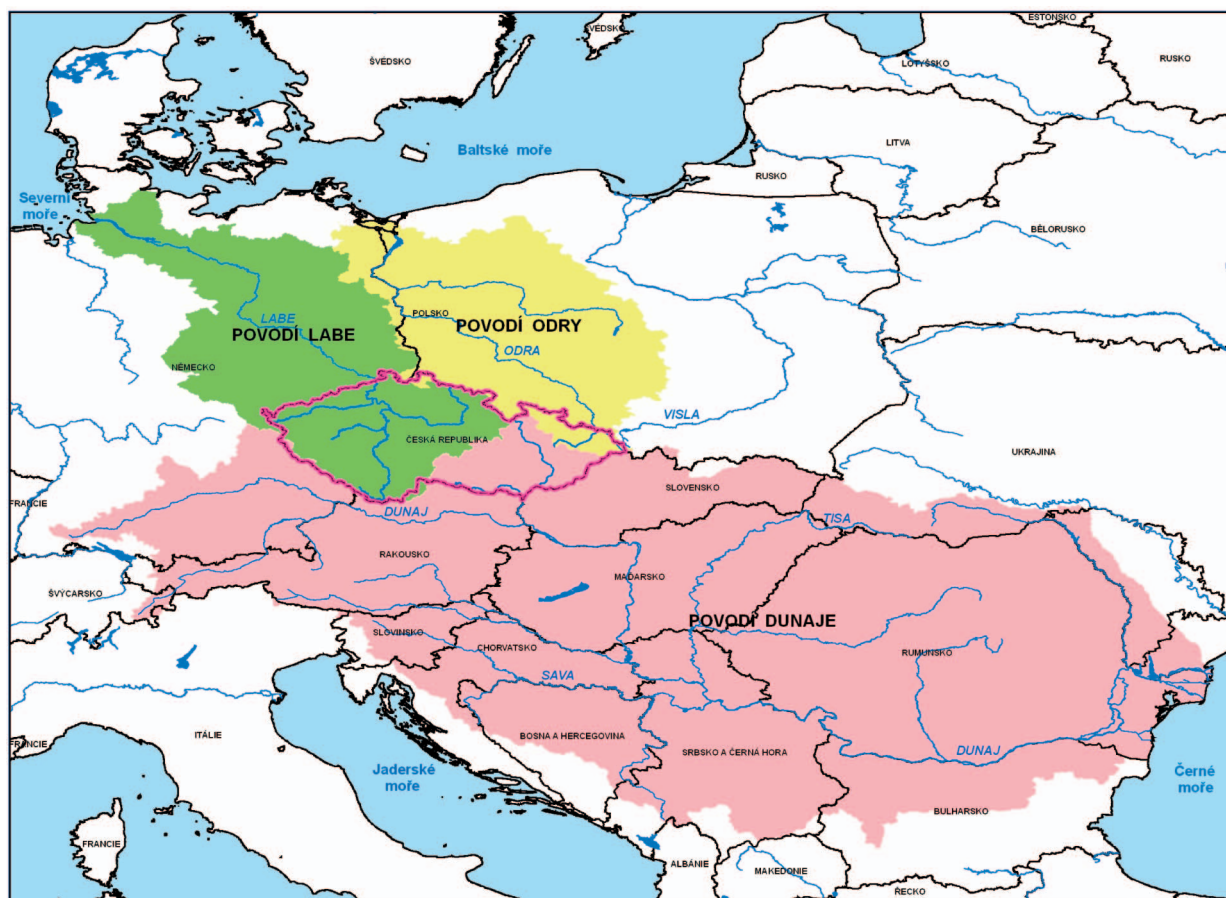 ESTONSKO
ŠVÉDSKO
ŠVÉDSKO
LOTYŠSKO
RUSKO
Baltské moře
LITVA
RUSKO
Severní
moře
BĚLORUSKO
LABE
POVODÍ LABE
POLSKO
POVODÍ ODRY
ODRA
NĚMECKO
VISLA
ČESKÁ REPUBLIKA
UKRAJINA
FRANCIE
SLOVENSKO
DUNAJ
TISA
RAKOUSKO
MAĎARSKO
ŠVÝCARSKO
POVODÍ DUNAJE
SLOVINSKO
CHORVATSKO
RUMUNSKO
SAVA
ITÁLIE
BOSNA A HERCEGOVINA
FRANCIE
SRBSKO A ČERNÁ HORA
DUNAJ
Jaderské
moře
Černé
moře
BULHARSKO
FRANCIE
ALBÁNIE
MAKEDONIE
ŘECKO